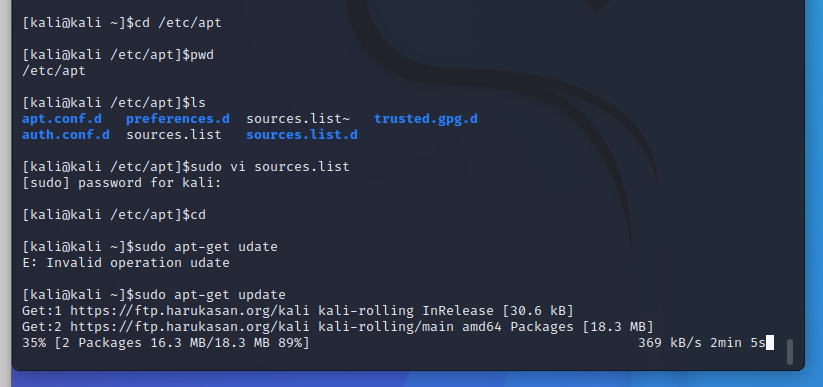 [kali@kali ~]$cd /etc/apt
[kali@kali /etc/apt]$pwd
/etc/apt
[kali@kali /etc/apt]$ls
apt.conf.d preferences.d sources.list~ trusted.gpg.d
auth.conf.d sources.list sources.list.d
[kali@kali /etc/apt]$sudo vi sources.list
[sudo] password for kali:
[kali@kali /etc/apt]$cd
[kali@kali ~]$sudo apt-get udate
E: Invalid operation udate
[kali@kali ~]$sudo apt-get update
Get:1 https://ftp.harukasan.org/kali kali-rolling InRelease [30.6 kB]
Get:2 https://ftp.harukasan.org/kali kali-rolling/main amd64 Packages [18.3 MB]
35% [2 Packages 16.3 MB/18.3 MB 89%] 369 kB/s 2min 5s